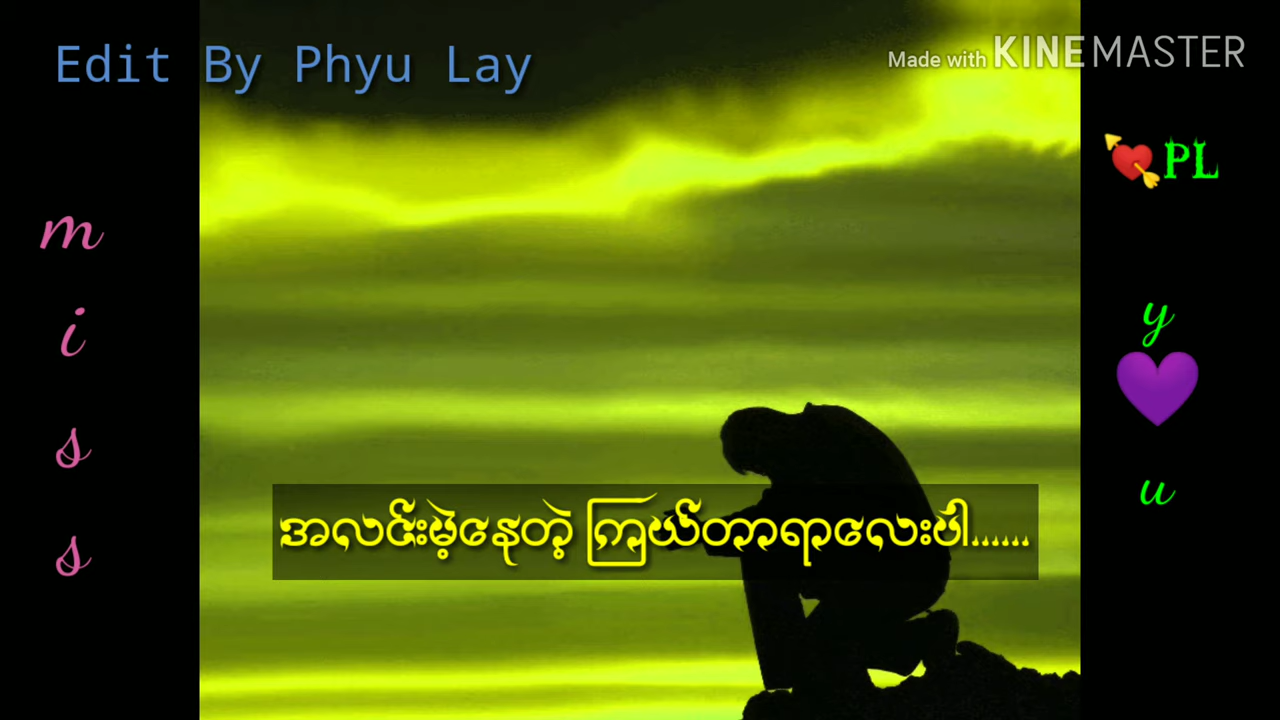 Edit By Phyu Lay
Made with KINEMASTER
💘PL
m
i
s
s
y
💜
u
အလင်းမဲ့နေတဲ့ ကြယ်တာရာလေးပါ......